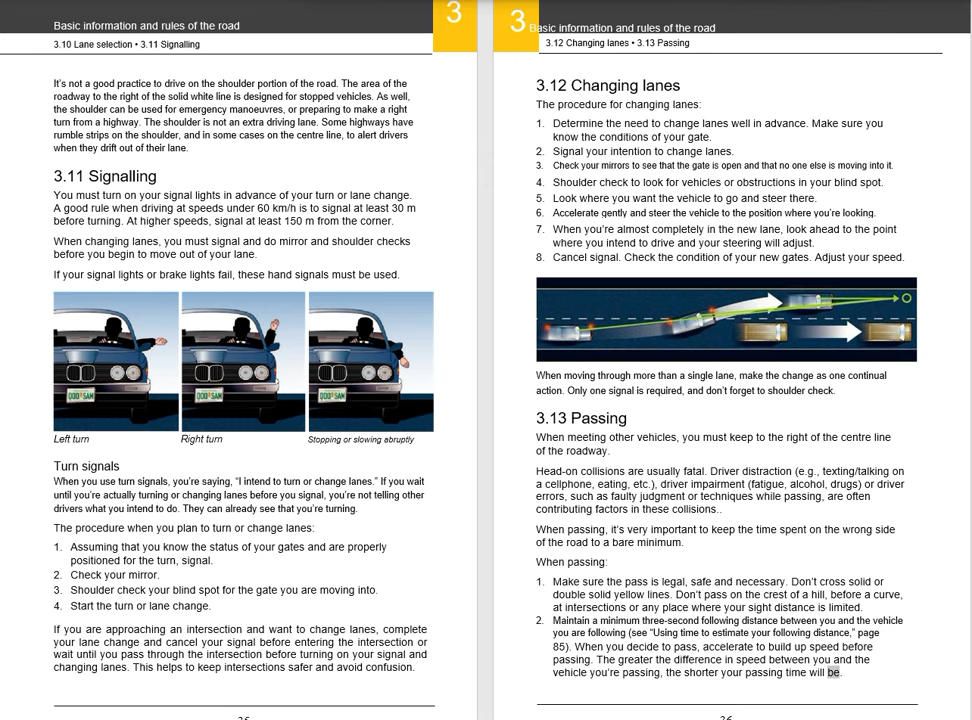 Basic information and rules of the road
3
3.10 Lane selection • 3.11 Signalling
It's not a good practice to drive on the shoulder portion of the road. The area of the
roadway to the right of the solid white line is designed for stopped vehicles. As well,
the shoulder can be used for emergency manoeuvres, or preparing to make a right
turn from a highway. The shoulder is not an extra driving lane. Some highways have
rumble strips on the shoulder, and in some cases on the centre line, to alert drivers
when they drift out of their lane.
3.11 Signalling
You must turn on your signal lights in advance of your turn or lane change.
A good rule when driving at speeds under 60 km/h is to signal at least 30 m
before turning. At higher speeds, signal at least 150 m from the corner.
When changing lanes, you must signal and do mirror and shoulder checks
before you begin to move out of your lane.
If your signal lights or brake lights fail, these hand signals must be used.
Left turn
Right turn
Stopping or slowing abruptly
Turn signals
When you use turn signals, you're saying, "I intend to turn or change lanes." If you wait
until you're actually turning or changing lanes before you signal, you're not telling other
drivers what you intend to do. They can already see that you're turning.
The procedure when you plan to turn or change lanes:
1. Assuming that you know the status of your gates and are properly
positioned for the turn, signal.
2. Check your mirror.
3. Shoulder check your blind spot for the gate you are moving into.
4. Start the turn or lane change.
If you are approaching an intersection and want to change lanes, complete
your lane change and cancel your signal before entering the intersection or
wait until you pass through the intersection before turning on your signal and
changing lanes. This helps to keep intersections safer and avoid confusion.
3
Basic information and rules of the road
3.12 Changing lanes • 3.13 Passing
3.12 Changing lanes
The procedure for changing lanes:
1. Determine the need to change lanes well in advance. Make sure you
know the conditions of your gate.
2. Signal your intention to change lanes.
3. Check your mirrors to see that the gate is open and that no one else is moving into it.
4. Shoulder check to look for vehicles or obstructions in your blind spot.
5. Look where you want the vehicle to go and steer there.
6. Accelerate gently and steer the vehicle to the position where you're looking.
7. When you're almost completely in the new lane, look ahead to the point
where you intend to drive and your steering will adjust.
8. Cancel signal. Check the condition of your new gates. Adjust your speed.
When moving through more than a single lane, make the change as one continual
action. Only one signal is required, and don't forget to shoulder check.
3.13 Passing
When meeting other vehicles, you must keep to the right of the centre line
of the roadway.
Head-on collisions are usually fatal. Driver distraction (e.g., texting/talking on
a cellphone, eating, etc.), driver impairment (fatigue, alcohol, drugs) or driver
errors, such as faulty judgment or techniques while passing, are often
contributing factors in these collisions..
When passing, it's very important to keep the time spent on the wrong side
of the road to a bare minimum.
When passing:
1. Make sure the pass is legal, safe and necessary. Don't cross solid or
double solid yellow lines. Don't pass on the crest of a hill, before a curve,
at intersections or any place where your sight distance is limited.
2. Maintain a minimum three-second following distance between you and the vehicle
you are following (see "Using time to estimate your following distance," page
85). When you decide to pass, accelerate to build up speed before
passing. The greater the difference in speed between you and the
vehicle you're passing, the shorter your passing time will be.